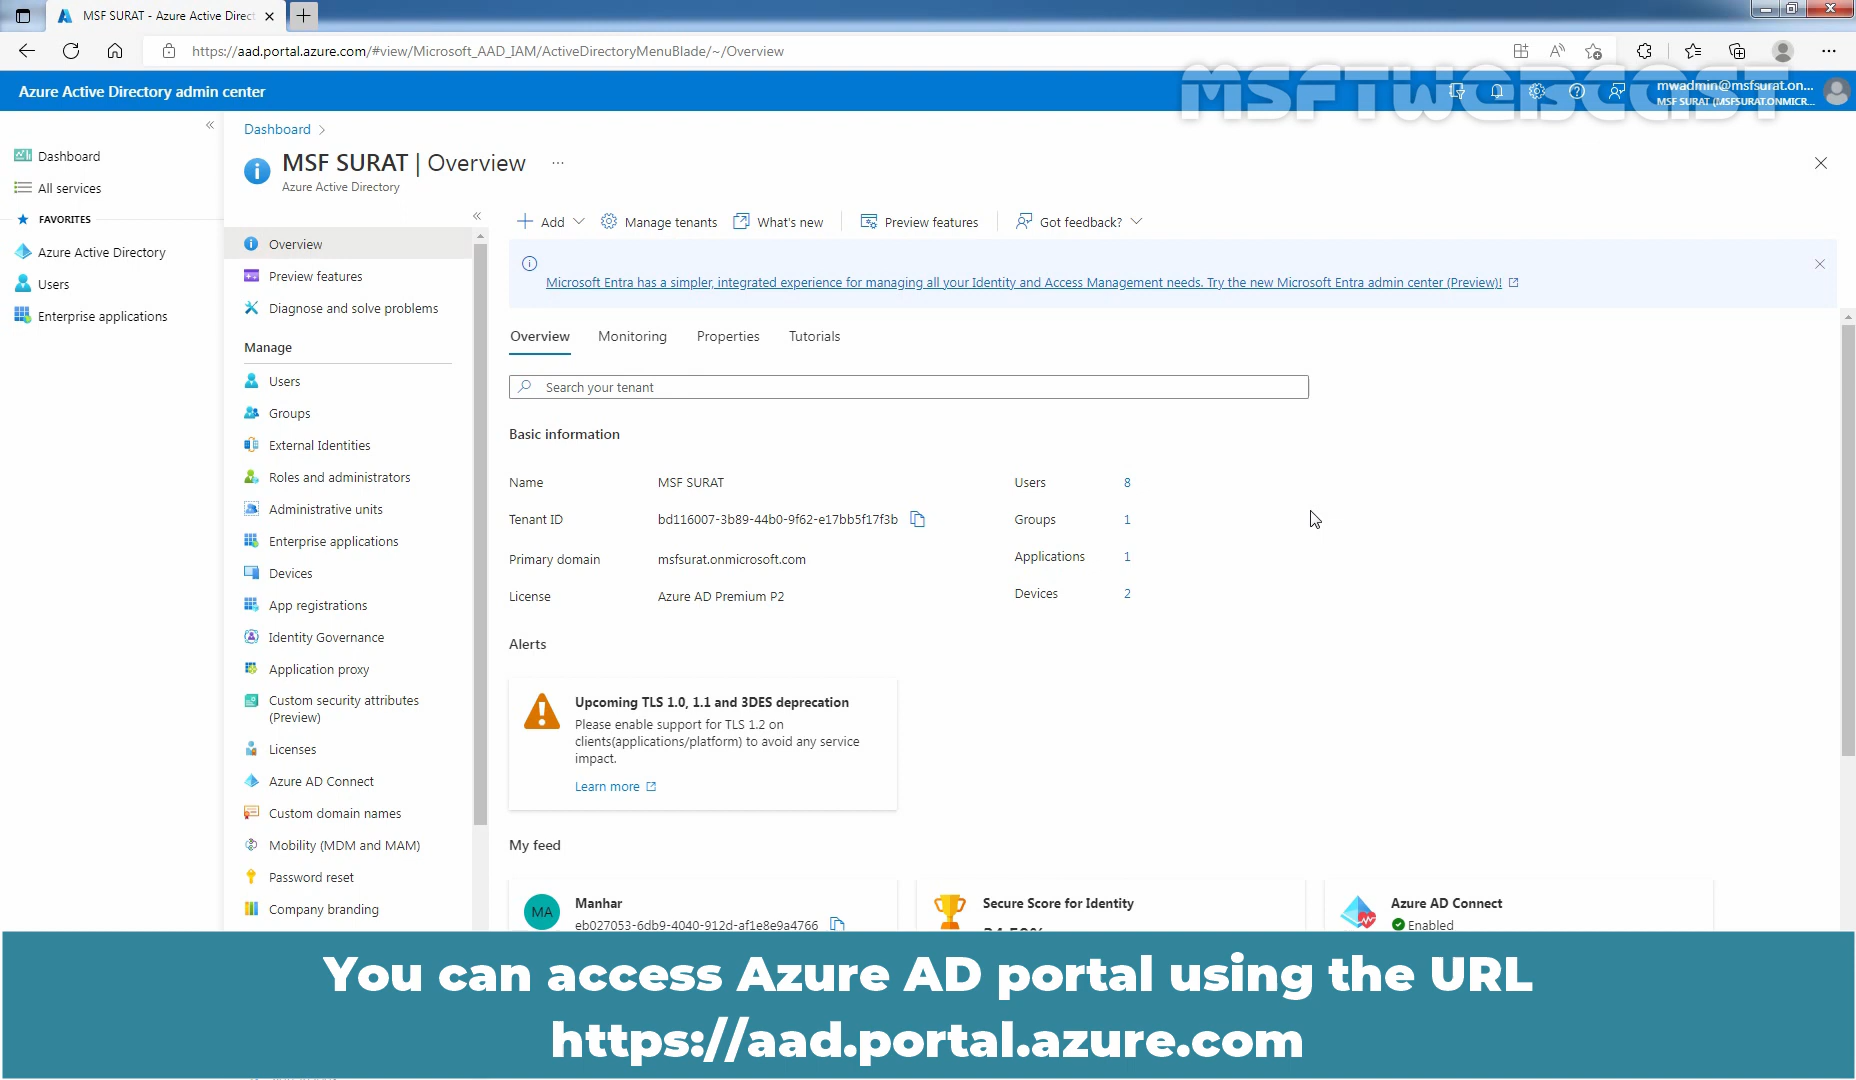 MSF SURAT - Azure Active Direct
https://aad.portal.azure.com/#view/Microsoft_AAD_IAM/ActiveDirectoryMenuBlade/~/Overview
Azure Active Directory admin center
MSFTWEBCAST
mwadmin@msfsurat.on...
MSF SURAT (MSFSURAT.ONMICR...
Dashboard
All services
FAVORITES
Azure Active Directory
Users
Enterprise applications
Dashboard
MSF SURAT | Overview ...
Azure Active Directory
Overview
Preview features
Diagnose and solve problems
Manage
Users
Groups
External Identities
Roles and administrators
Administrative units
Enterprise applications
Devices
App registrations
Identity Governance
Application proxy
Custom security attributes
(Preview)
Licenses
Azure AD Connect
Custom domain names
Mobility (MDM and MAM)
Password reset
Company branding
Add Manage tenants What's new Preview features Got feedback?
Microsoft Entra has a simpler, integrated experience for managing all your Identity and Access Management needs. Try the new Microsoft Entra admin center (Preview)!
Overview Monitoring Properties Tutorials
Search your tenant
Basic information
Name MSF SURAT Users 8
Tenant ID bd116007-3b89-44b0-9f62-e17bb5f17f3b Groups 1
Primary domain msfsurat.onmicrosoft.com Applications 1
License Azure AD Premium P2 Devices 2
Alerts
Upcoming TLS 1.0, 1.1 and 3DES deprecation
Please enable support for TLS 1.2 on
clients(applications/platform) to avoid any service
impact.
Learn more
My feed
MA
Manhar
eb027053-6db9-4040-912d-af1e8e9a4766
Secure Score for Identity
Azure AD Connect
Enabled
You can access Azure AD portal using the URL
https://aad.portal.azure.com